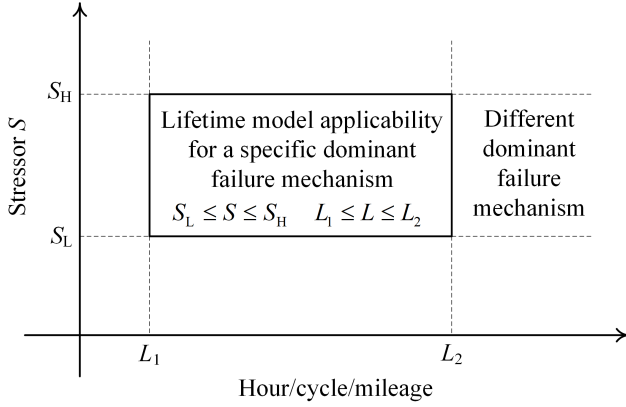 Stressor S
S_H
S_L
Lifetime model applicability
for a specific dominant
failure mechanism
S_L ≤ S ≤ S_H L_1 ≤ L ≤ L_2
Different
dominant
failure
mechanism
L_1
L_2
Hour/cycle/mileage